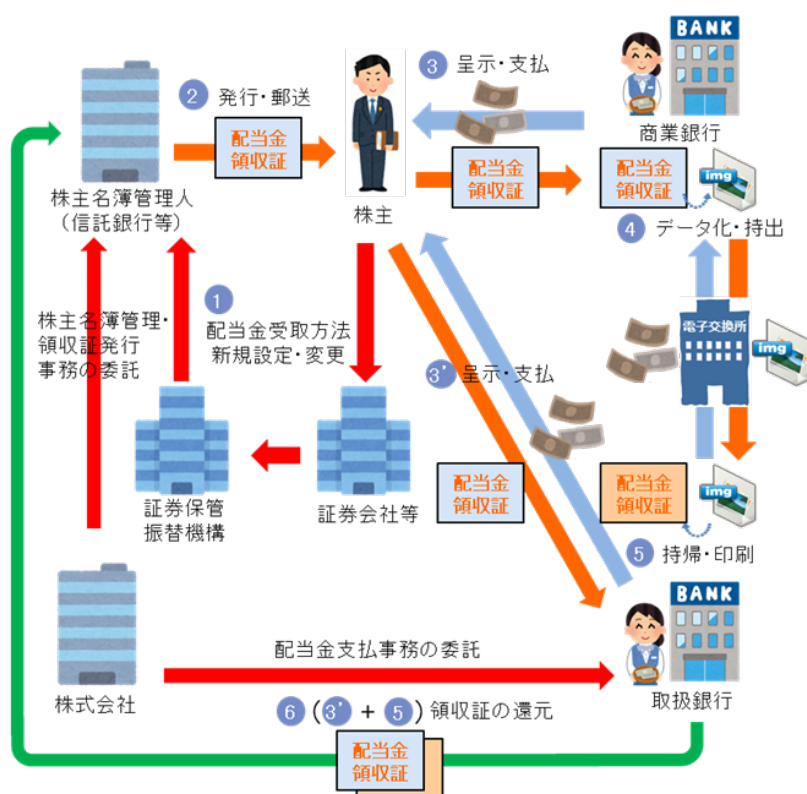 BANK
③ 呈示・支払
② 発行・郵送
配当金
領収証
商業銀行
配当金
領収証
配当金
領収証
img
株主名簿管理人
（信託銀行等）
株主
④ データ化・持出
①
配当金受取方法
新規設定・変更
株主名簿管理・
領収証発行
事務の委託
電子交換所
img
③’ 呈示・支払
配当金
領収証
配当金
領収証
img
証券保管
振替機構
証券会社等
⑤ 持帰・印刷
BANK
配当金支払事務の委託
株式会社
取扱銀行
⑥ (③’ + ⑤) 領収証の還元
配当金
領収証